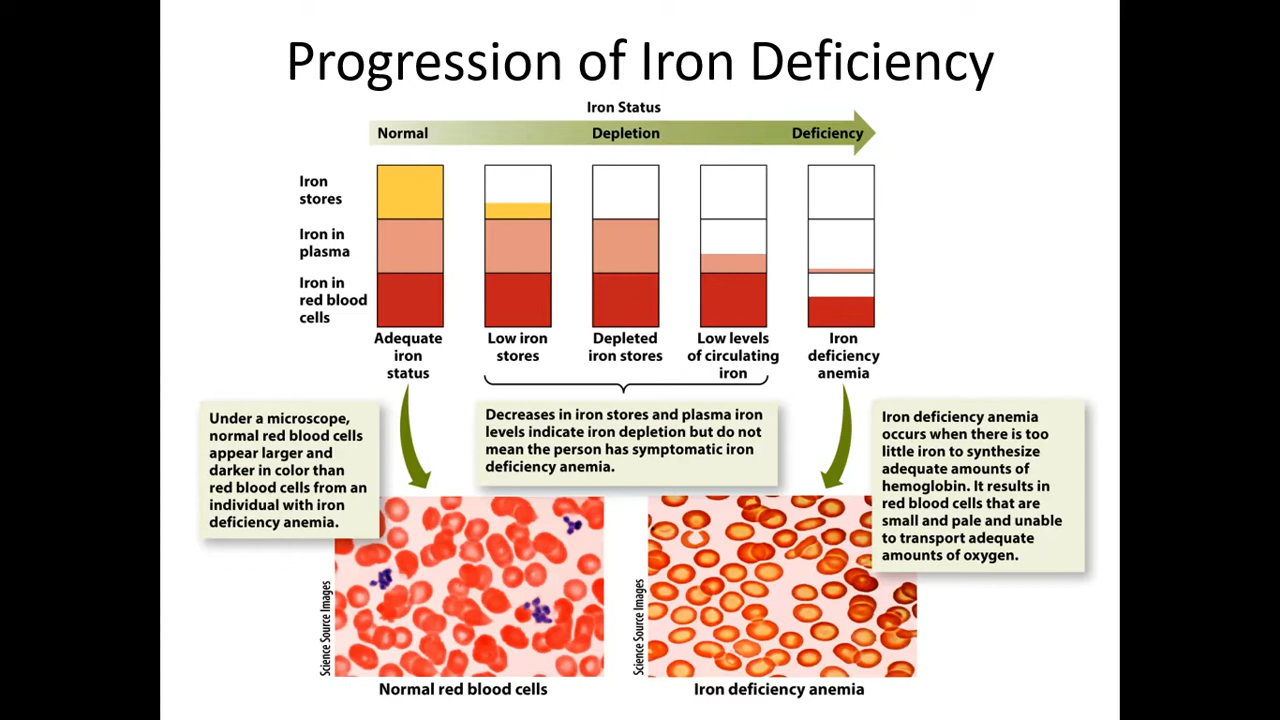 Progression of Iron Deficiency
Iron Status
Normal
Depletion
Deficiency
Iron
stores
Iron in
plasma
Iron in
red blood
cells
Adequate
iron
status
Low iron
stores
Depleted
iron stores
Low levels
of circulating
iron
Iron
deficiency
anemia
Under a microscope,
normal red blood cells
appear larger and
darker in color than
red blood cells from an
individual with iron
deficiency anemia.
Decreases in iron stores and plasma iron
levels indicate iron depletion but do not
mean the person has symptomatic iron
deficiency anemia.
Iron deficiency anemia
occurs when there is too
little iron to synthesize
adequate amounts of
hemoglobin. It results in
red blood cells that are
small and pale and unable
to transport adequate
amounts of oxygen.
Science Source Images
Science Source Images
Normal red blood cells
Iron deficiency anemia